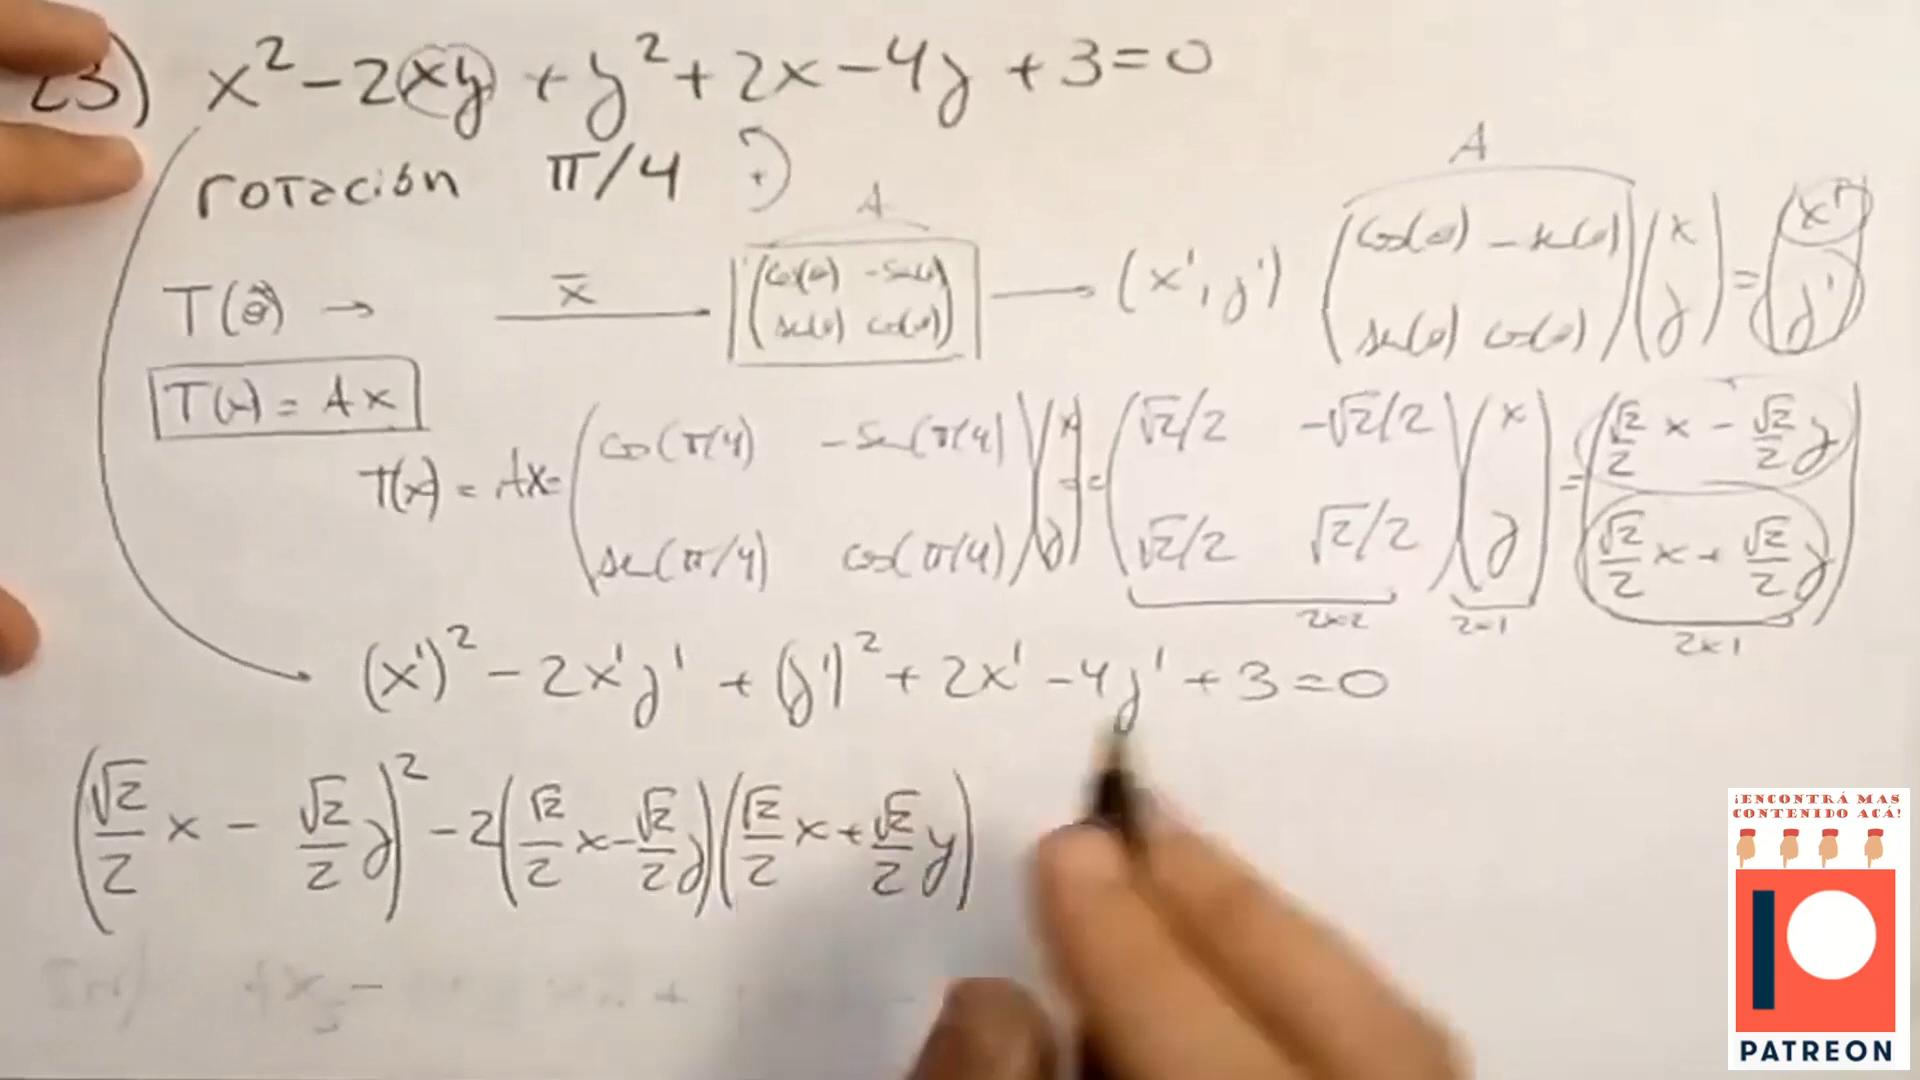 23) x² - 2xy + y² + 2x - 4y + 3 = 0
rotación π/4 +
A
A
T( ) → x̄ (cos(θ) -sen(θ) sen(θ) cos(θ)) → (x', y') (cos(θ) -sen(θ) sen(θ) cos(θ)) (x y) = (x' y')
T(x) = Ax
T(x) = Ax = (cos(π/4) -sen(π/4) sen(π/4) cos(π/4)) (x y) = (√2/2 -√2/2 √2/2 √2/2) (x y) = (√2/2 x - √2/2 y √2/2 x + √2/2 y)
2x2 2x1 2x1
(x')² - 2x'y' + (y')² + 2x' - 4y' + 3 = 0
(√2/2 x - √2/2 y)² - 2(√2/2 x - √2/2 y)(√2/2 x + √2/2 y)
¡ENCONTRÁ MAS
CONTENIDO ACÁ!
PATREON